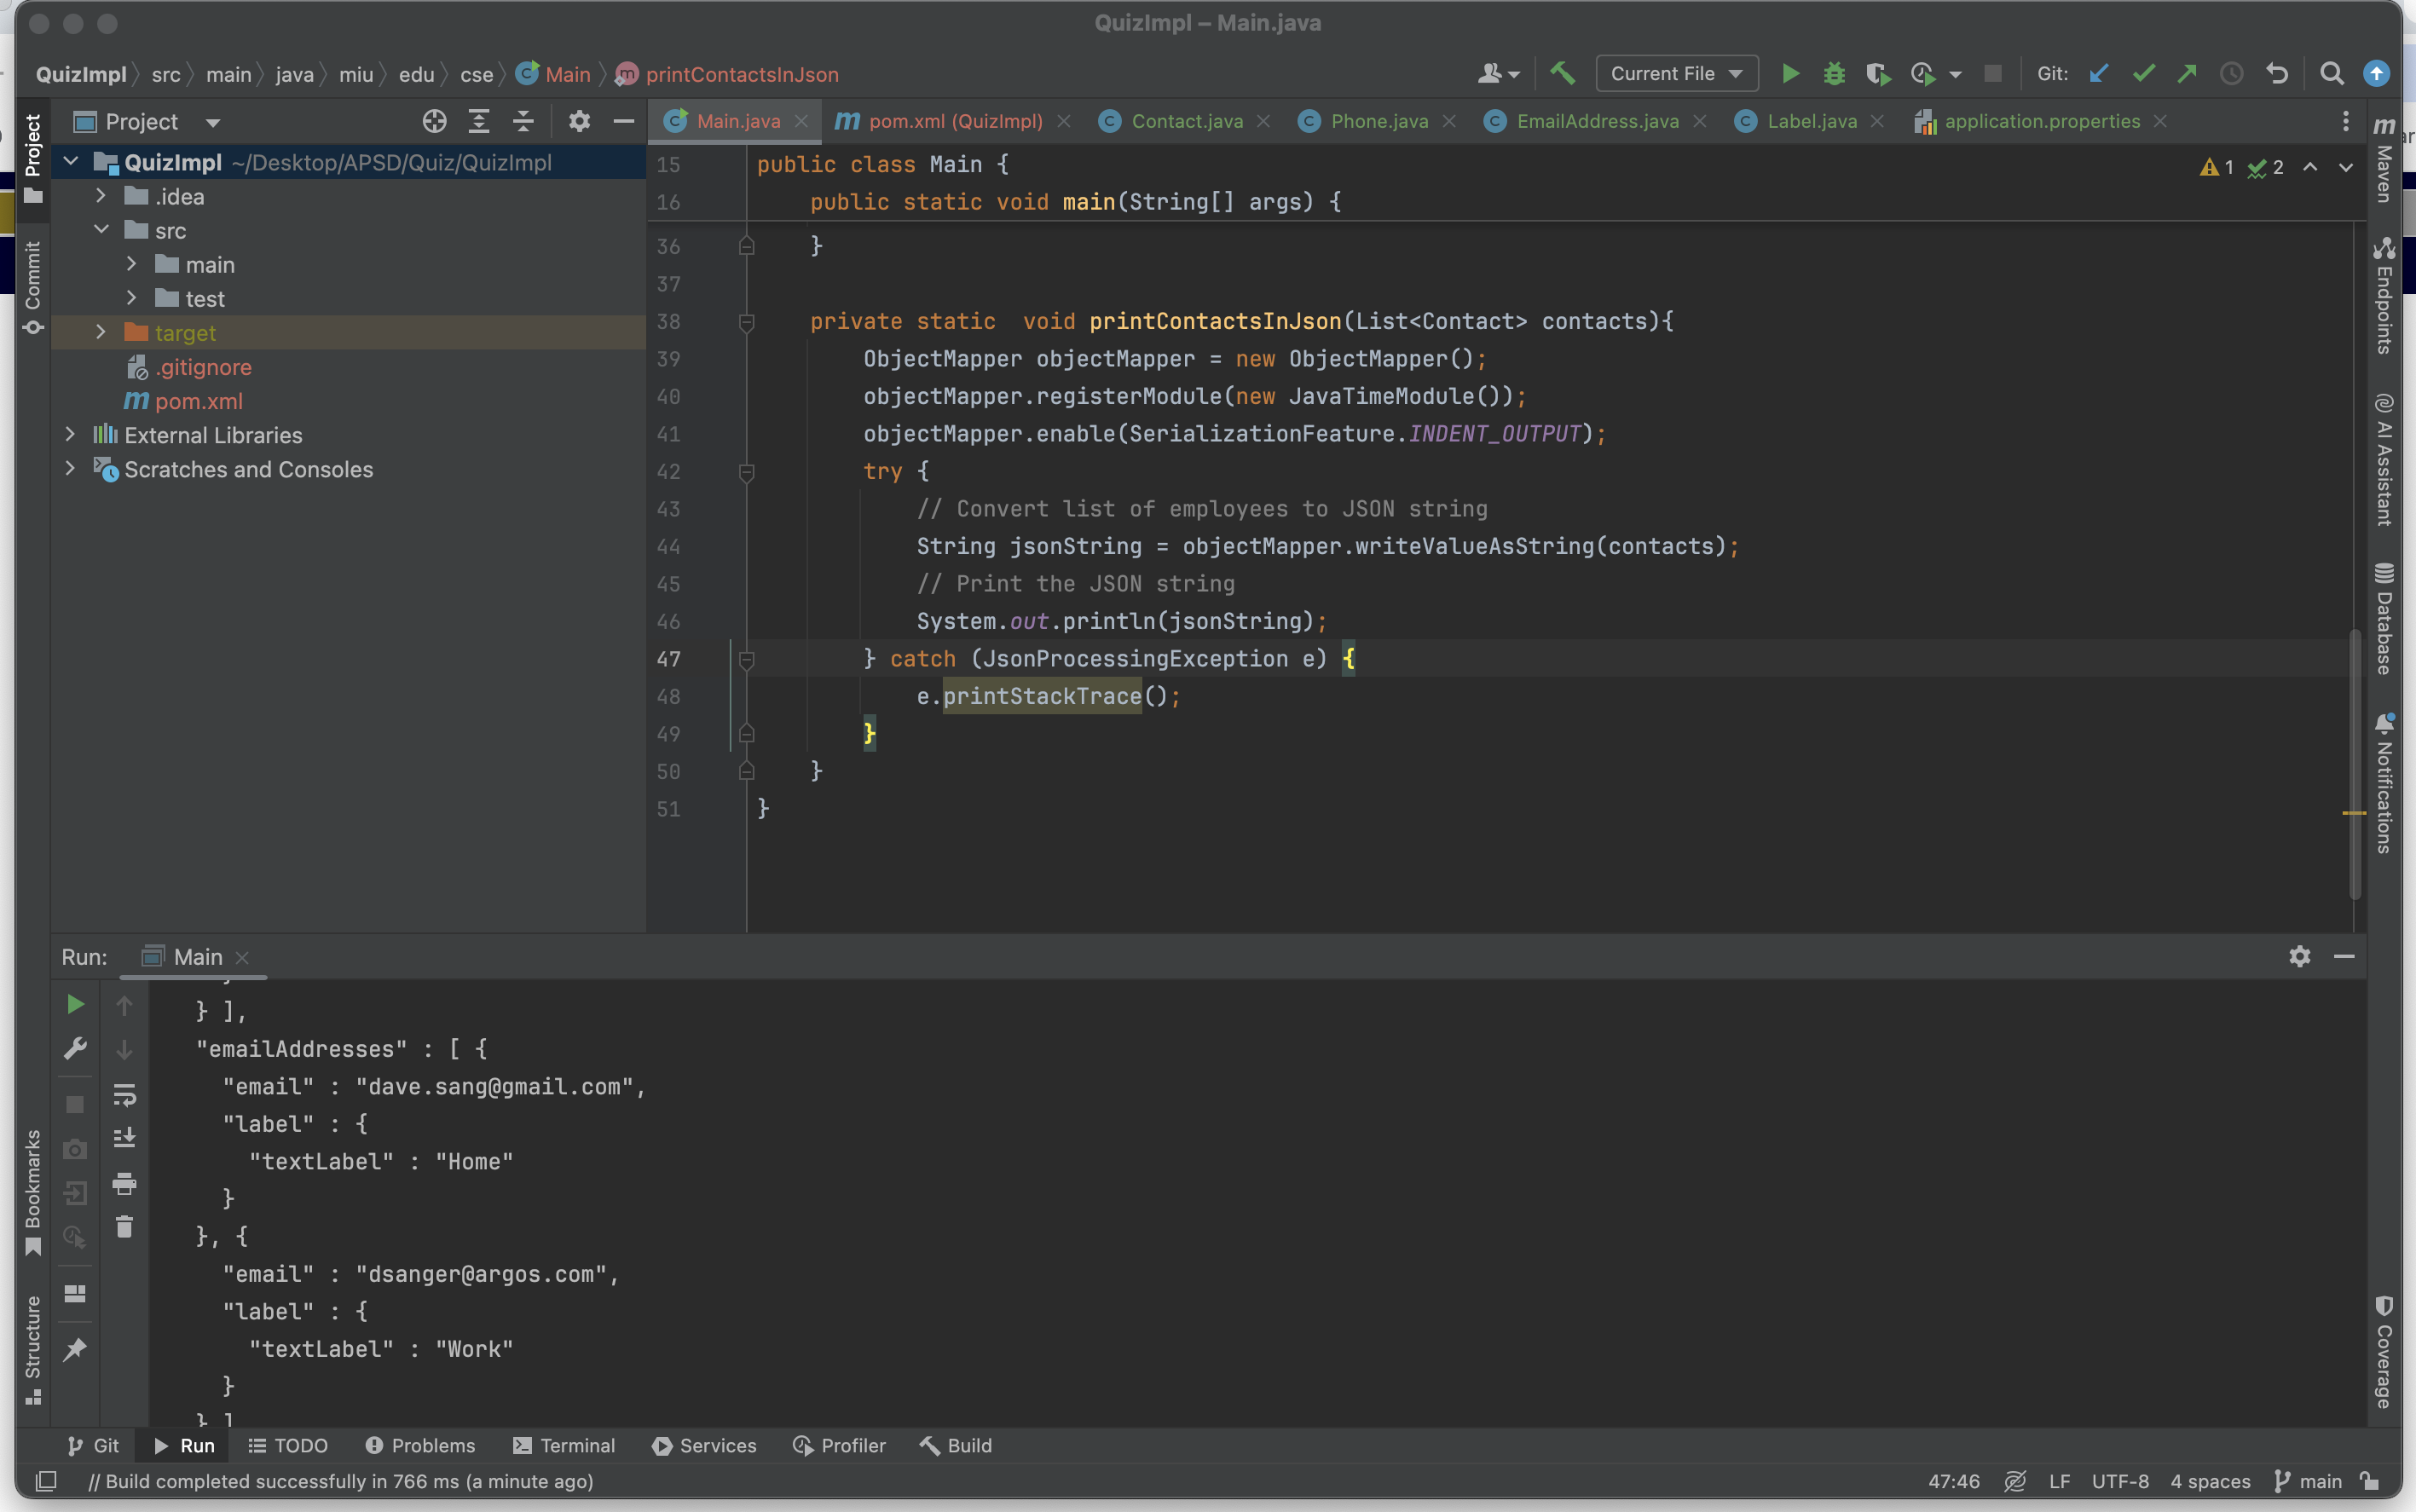 QuizImpl – Main.java
QuizImpl src main java miu edu cse Main printContactsInJson
Current File
Git:
Project
Main.java
pom.xml (QuizImpl)
Contact.java
Phone.java
EmailAddress.java
Label.java
application.properties
Project
Commit
Bookmarks
Structure
QuizImpl ~/Desktop/APSD/Quiz/QuizImpl
.idea
src
main
test
target
.gitignore
pom.xml
External Libraries
Scratches and Consoles
1 2
15 public class Main {
16 public static void main(String[] args) {
36 }
37
38 private static  void printContactsInJson(List<Contact> contacts){
39 ObjectMapper objectMapper = new ObjectMapper();
40 objectMapper.registerModule(new JavaTimeModule());
41 objectMapper.enable(SerializationFeature.INDENT_OUTPUT);
42 try {
43 // Convert list of employees to JSON string
44 String jsonString = objectMapper.writeValueAsString(contacts);
45 // Print the JSON string
46 System.out.println(jsonString);
47 } catch (JsonProcessingException e) {
48 e.printStackTrace();
49 }
50 }
51 }
Maven
Endpoints
AI Assistant
Database
Notifications
Coverage
Run: Main
} ],
"emailAddresses" : [ {
"email" : "dave.sang@gmail.com",
"label" : {
"textLabel" : "Home"
}
}, {
"email" : "dsanger@argos.com",
"label" : {
"textLabel" : "Work"
}
} ]
Git Run TODO Problems Terminal Services Profiler Build
// Build completed successfully in 766 ms (a minute ago)
47:46 LF UTF-8 4 spaces main